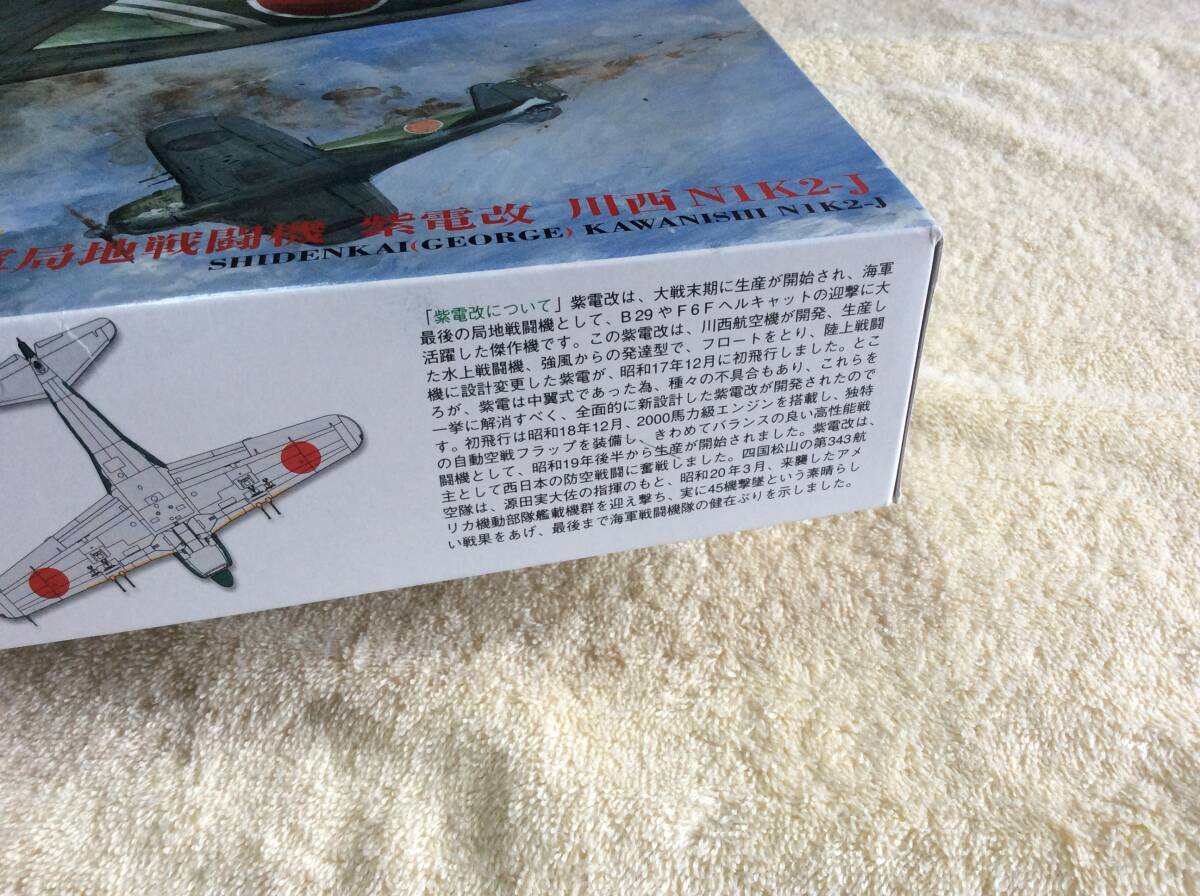 局地戦闘機 紫電改 川西 N1K2-J
SHIDENKAI(GEORGE) KAWANISHI N1K2-J
「紫電改について」紫電改は、大戦末期に生産が開始され、海軍
最後の局地戦闘機として、B29やF6Fヘルキャットの迎撃に大
活躍した傑作機です。この紫電改は、川西航空機が開発、生産し
た水上戦闘機、強風からの発達型で、フロートをとり、陸上戦闘
機に設計変更した紫電が、昭和17年12月に初飛行しました。とこ
ろが、紫電は中翼式であった為、種々の不具合もあり、これらを
一挙に解消すべく、全面的に新設計した紫電改が開発されたので
す。初飛行は昭和18年12月、2000馬力級エンジンを搭載し、独特
の自動空戦フラップを装備し、きわめてバランスの良い高性能戦
闘機として、昭和19年後半から生産が開始されました。紫電改は、
主として西日本の防空戦闘に奮戦しました。四国松山の第343航
空隊は、源田実大佐の指揮のもと、昭和20年3月、来襲したアメ
リカ機動部隊艦載機群を迎え撃ち、実に45機撃墜という素晴らし
い戦果をあげ、最後まで海軍戦闘機隊の健在ぶりを示しました。